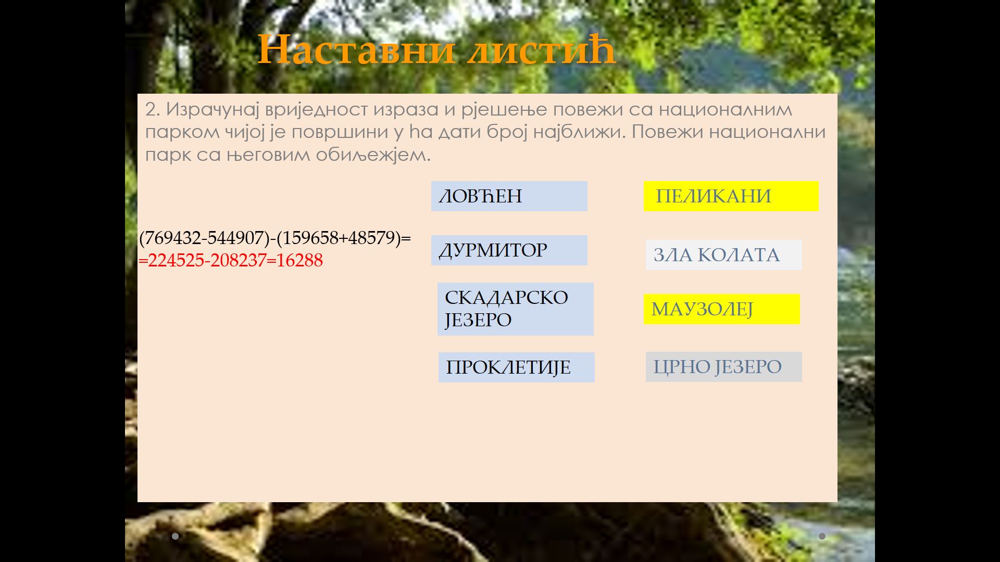 Наставни листић
2. Израчунај вриједност израза и рјешење повежи са националним
парком чијој је површини у ha дати број најближи. Повежи национални
парк са његовим обиљежјем.
ЛОВЋЕН
ПЕЛИКАНИ
(769432-544907)-(159658+48579)=
=224525-208237=16288
ДУРМИТОР
ЗЛА КОЛАТА
СКАДАРСКО
ЈЕЗЕРО
МАУЗОЛЕЈ
ПРОКЛЕТИЈЕ
ЦРНО ЈЕЗЕРО